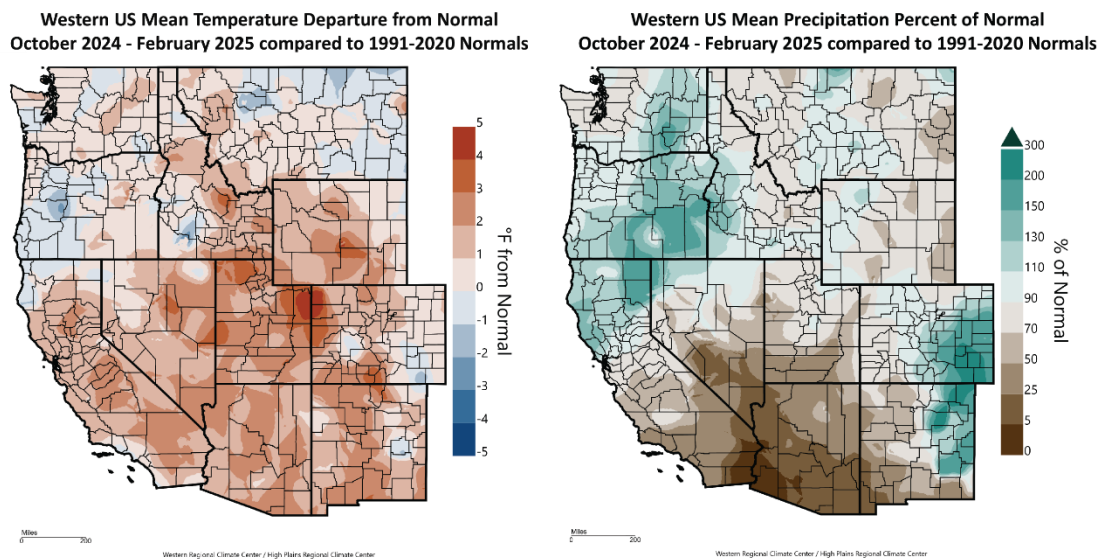 Western US Mean Temperature Departure from Normal
October 2024 - February 2025 compared to 1991-2020 Normals
5
4
3
2
1
0
-1
-2
-3
-4
-5
°F from Normal
Miles
0 200
Western Regional Climate Center / High Plains Regional Climate Center
Western US Mean Precipitation Percent of Normal
October 2024 - February 2025 compared to 1991-2020 Normals
300
200
150
130
110
90
70
50
25
5
0
% of Normal
Miles
0 200
Western Regional Climate Center / High Plains Regional Climate Center